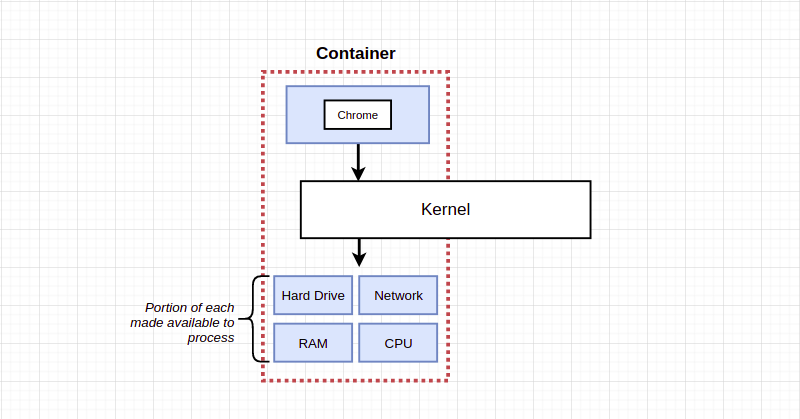 Container
Chrome
Kernel
Hard Drive
Network
Portion of each
made available to
process
RAM
CPU